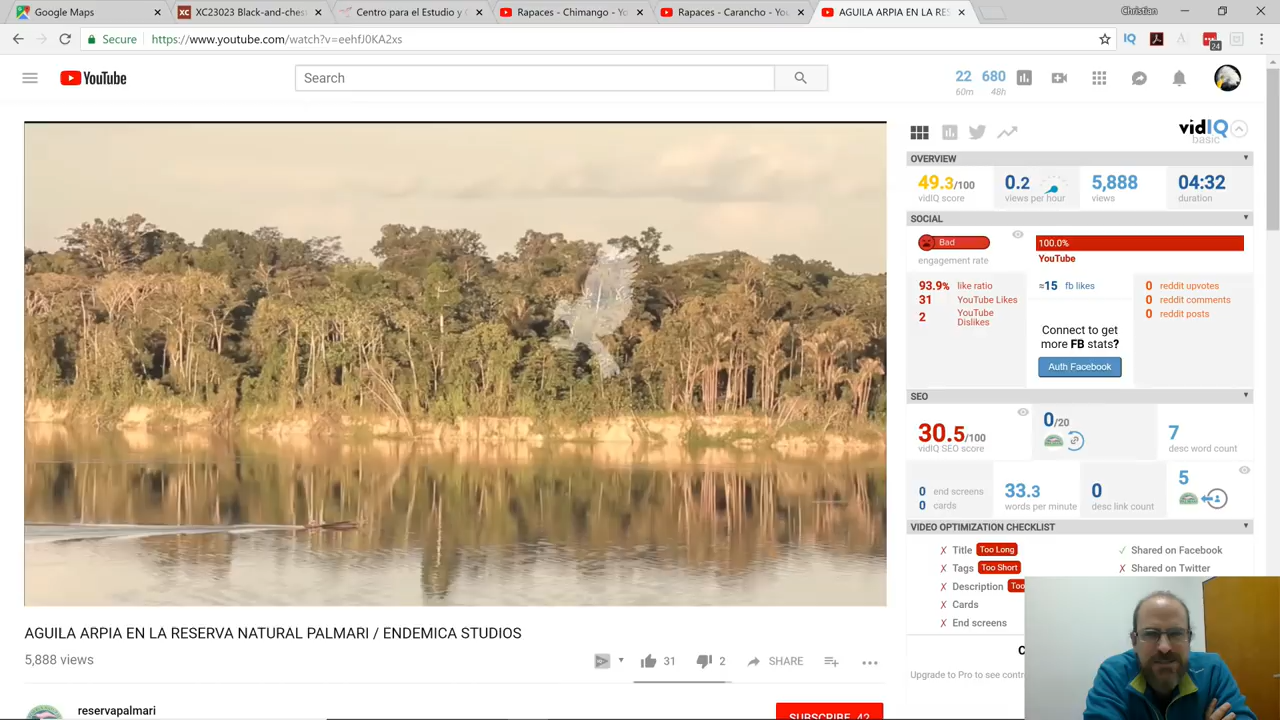 Google Maps
XC23023 Black-and-ches
Centro para el Estudio y C
Rapaces - Chimango - Yo
Rapaces - Carancho - You
AGUILA ARPIA EN LA RES
Christian
Secure
https://www.youtube.com/watch?v=eehfJ0KA2xs
IQ
24
YouTube
Search
22 680
60m 48h
vidIQ
basic
OVERVIEW
49.3/100
vidIQ score
0.2
views per hour
5,888
views
04:32
duration
SOCIAL
Bad
engagement rate
100.0%
YouTube
93.9% like ratio
31 YouTube Likes
2 YouTube Dislikes
≈15 fb likes
Connect to get
more FB stats?
Auth Facebook
0 reddit upvotes
0 reddit comments
0 reddit posts
SEO
30.5/100
vidIQ SEO score
0/20
7
desc word count
0 end screens
0 cards
33.3
words per minute
0
desc link count
5
VIDEO OPTIMIZATION CHECKLIST
Title Too Long
Tags Too Short
Description Too
Cards
End screens
Shared on Facebook
Shared on Twitter
C
Upgrade to Pro to see contr
AGUILA ARPIA EN LA RESERVA NATURAL PALMARI / ENDEMICA STUDIOS
5,888 views
31
2
SHARE
reservapalmari
SUBSCRIBE 42